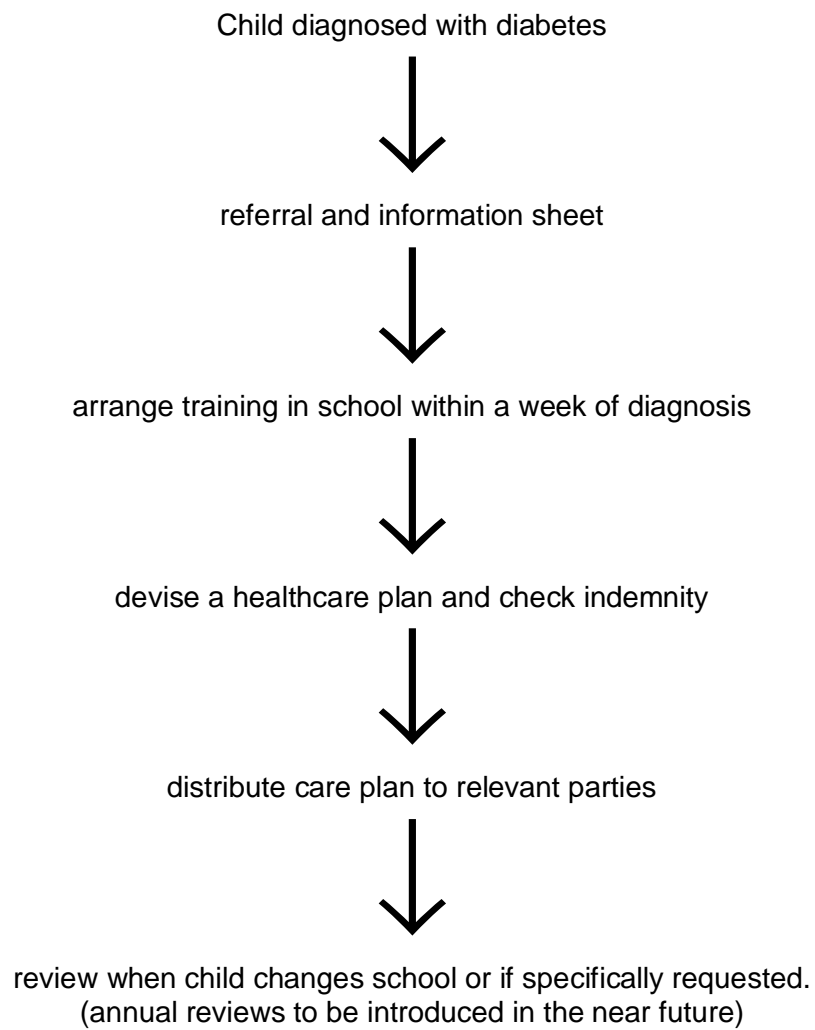 Child diagnosed with diabetes
referral and information sheet
arrange training in school within a week of diagnosis
devise a healthcare plan and check indemnity
distribute care plan to relevant parties
review when child changes school or if specifically requested.
(annual reviews to be introduced in the near future)